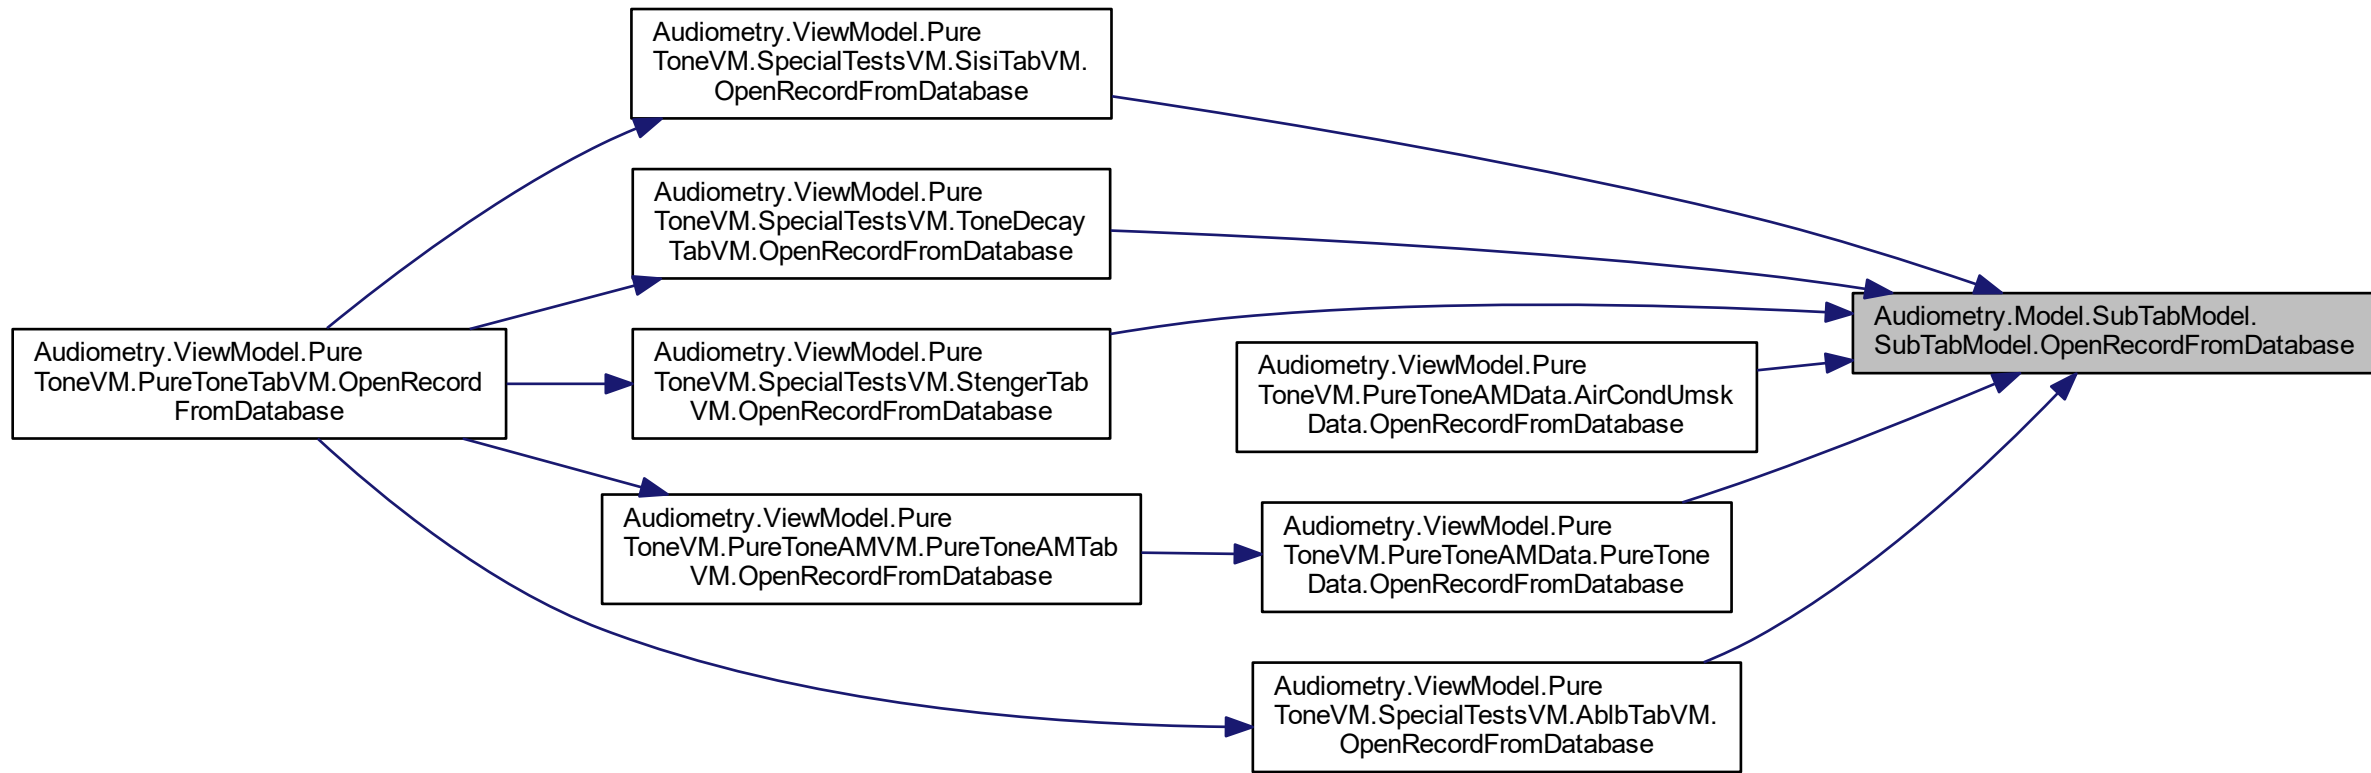 Audiometry.ViewModel.Pure
ToneVM.SpecialTestsVM.SisiTabVM.
OpenRecordFromDatabase
Audiometry.ViewModel.Pure
ToneVM.SpecialTestsVM.ToneDecay
TabVM.OpenRecordFromDatabase
Audiometry.ViewModel.Pure
ToneVM.PureToneTabVM.OpenRecord
FromDatabase
Audiometry.ViewModel.Pure
ToneVM.SpecialTestsVM.StengerTab
VM.OpenRecordFromDatabase
Audiometry.ViewModel.Pure
ToneVM.PureToneAMData.AirCondUmsk
Data.OpenRecordFromDatabase
Audiometry.Model.SubTabModel.
SubTabModel.OpenRecordFromDatabase
Audiometry.ViewModel.Pure
ToneVM.PureToneAMVM.PureToneAMTab
VM.OpenRecordFromDatabase
Audiometry.ViewModel.Pure
ToneVM.PureToneAMData.PureTone
Data.OpenRecordFromDatabase
Audiometry.ViewModel.Pure
ToneVM.SpecialTestsVM.AblbTabVM.
OpenRecordFromDatabase